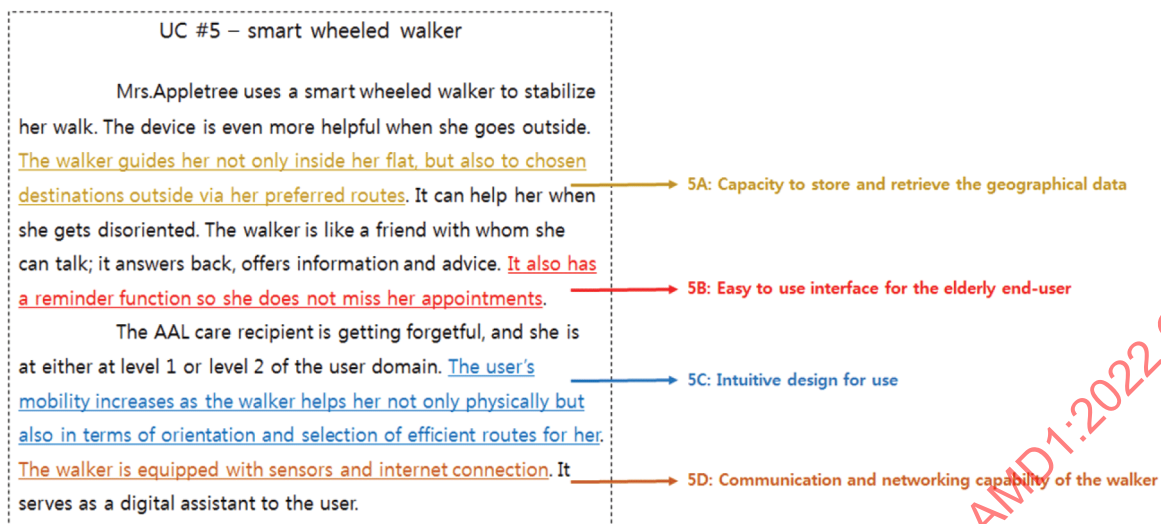 UC #5 – smart wheeled walker
Mrs.Appletree uses a smart wheeled walker to stabilize
her walk. The device is even more helpful when she goes outside.
The walker guides her not only inside her flat, but also to chosen
destinations outside via her preferred routes. It can help her when
she gets disoriented. The walker is like a friend with whom she
can talk; it answers back, offers information and advice. It also has
a reminder function so she does not miss her appointments.
The AAL care recipient is getting forgetful, and she is
at either at level 1 or level 2 of the user domain. The user's
mobility increases as the walker helps her not only physically but
also in terms of orientation and selection of efficient routes for her.
The walker is equipped with sensors and internet connection. It
serves as a digital assistant to the user.
5A: Capacity to store and retrieve the geographical data
5B: Easy to use interface for the elderly end-user
5C: Intuitive design for use
5D: Communication and networking capability of the walker
AMD1:2022